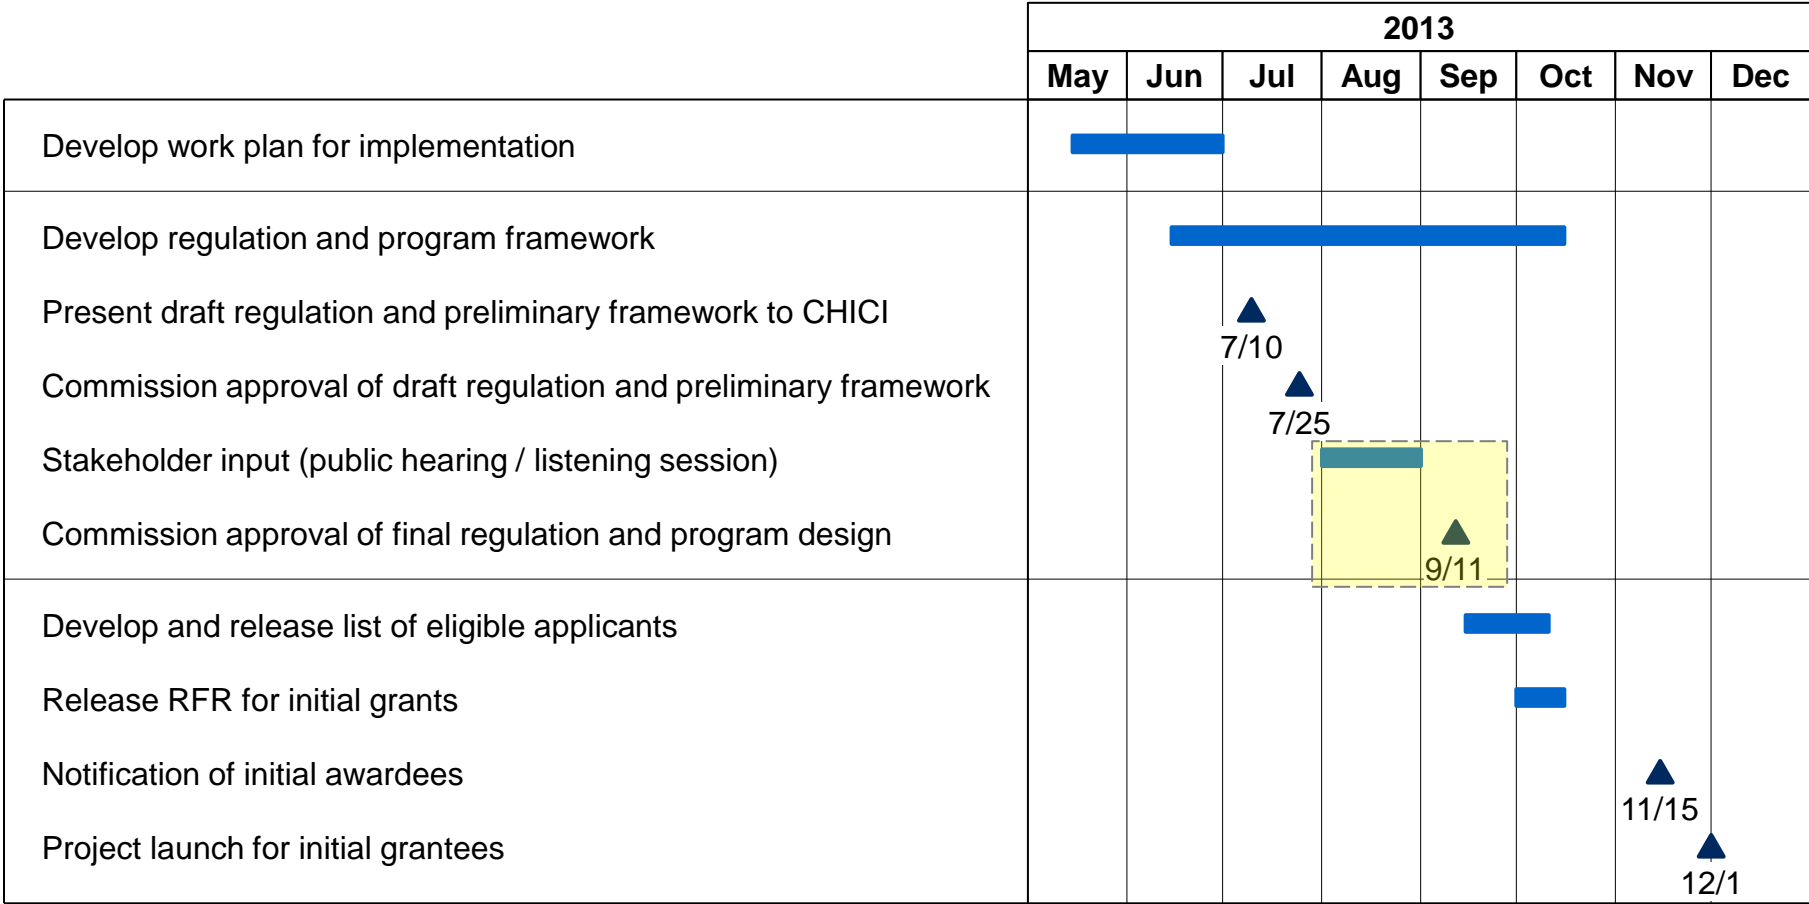 2013
May Jun Jul Aug Sep Oct Nov Dec
Develop work plan for implementation
Develop regulation and program framework
Present draft regulation and preliminary framework to CHICI
7/10
Commission approval of draft regulation and preliminary framework
7/25
Stakeholder input (public hearing / listening session)
Commission approval of final regulation and program design
9/11
Develop and release list of eligible applicants
Release RFR for initial grants
Notification of initial awardees
11/15
Project launch for initial grantees
12/1